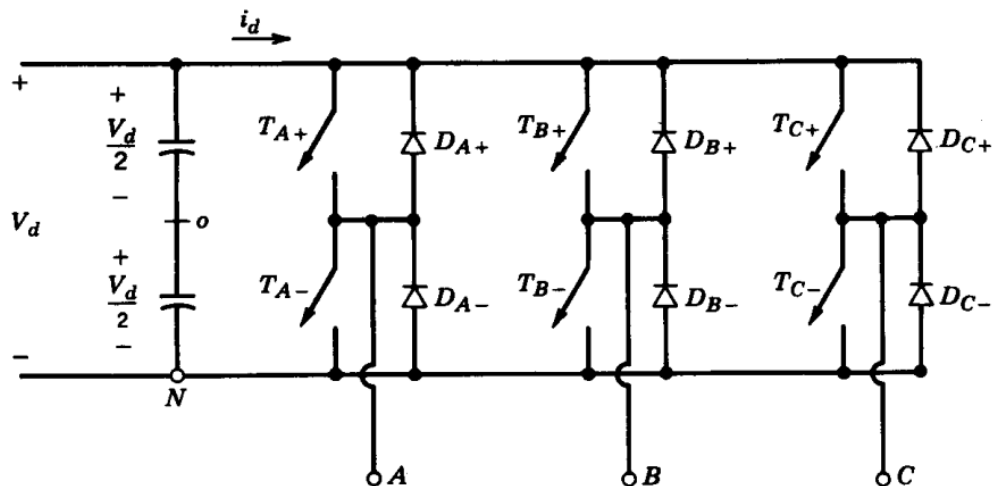 i_d
+
+
V_d/2
−
V_d
o
+
V_d/2
−
−
N
T_A+
D_A+
T_B+
D_B+
T_C+
D_C+
T_A−
D_A−
T_B−
D_B−
T_C−
D_C−
A
B
C